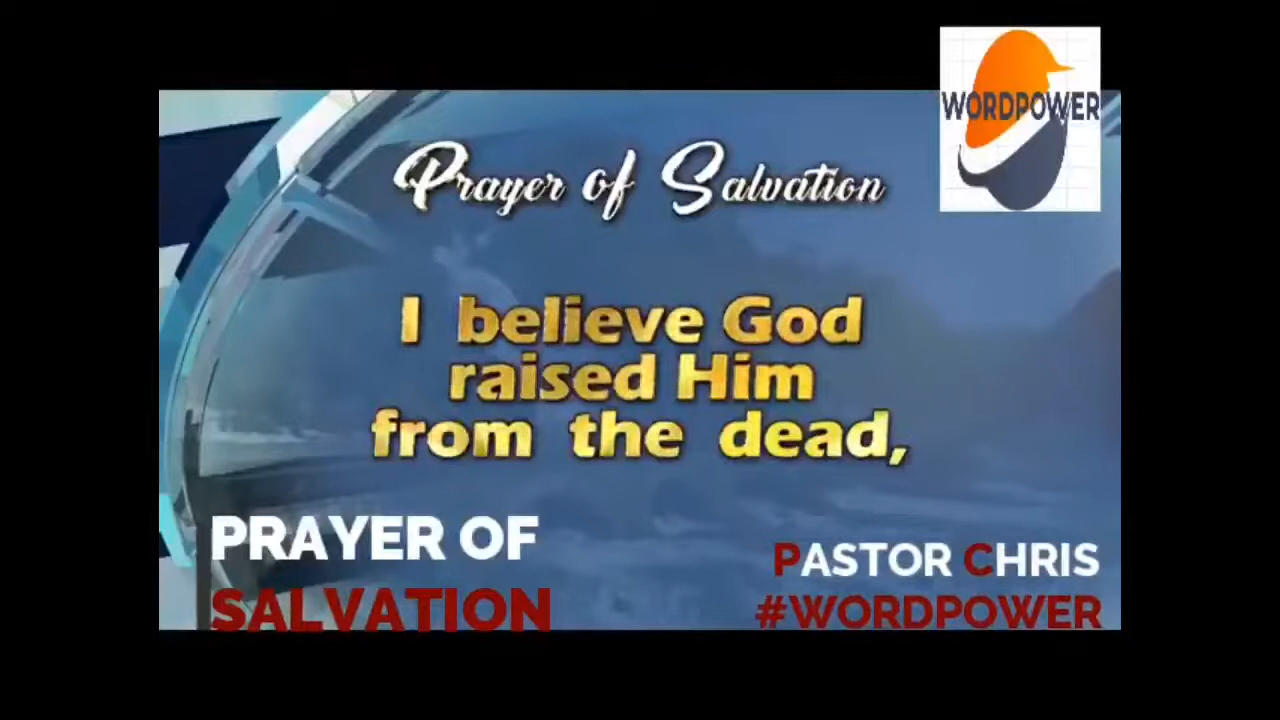 WORDPOWER
Prayer of Salvation
I believe God
raised Him
from the dead,
PRAYER OF
SALVATION
PASTOR CHRIS
#WORDPOWER